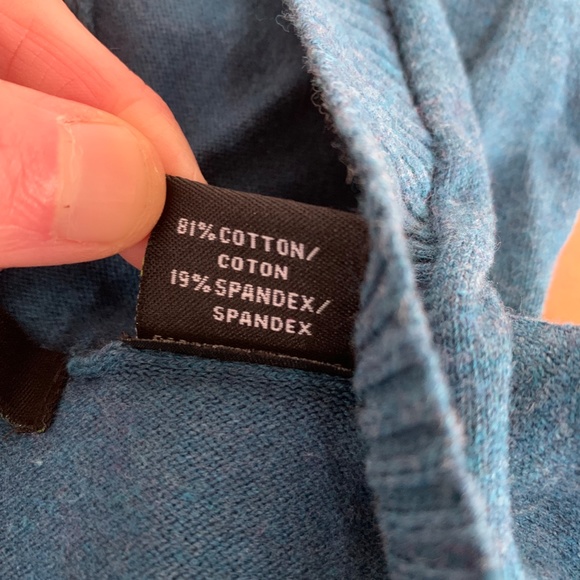 81% COTTON/
COTON
19% SPANDEX/
SPANDEX